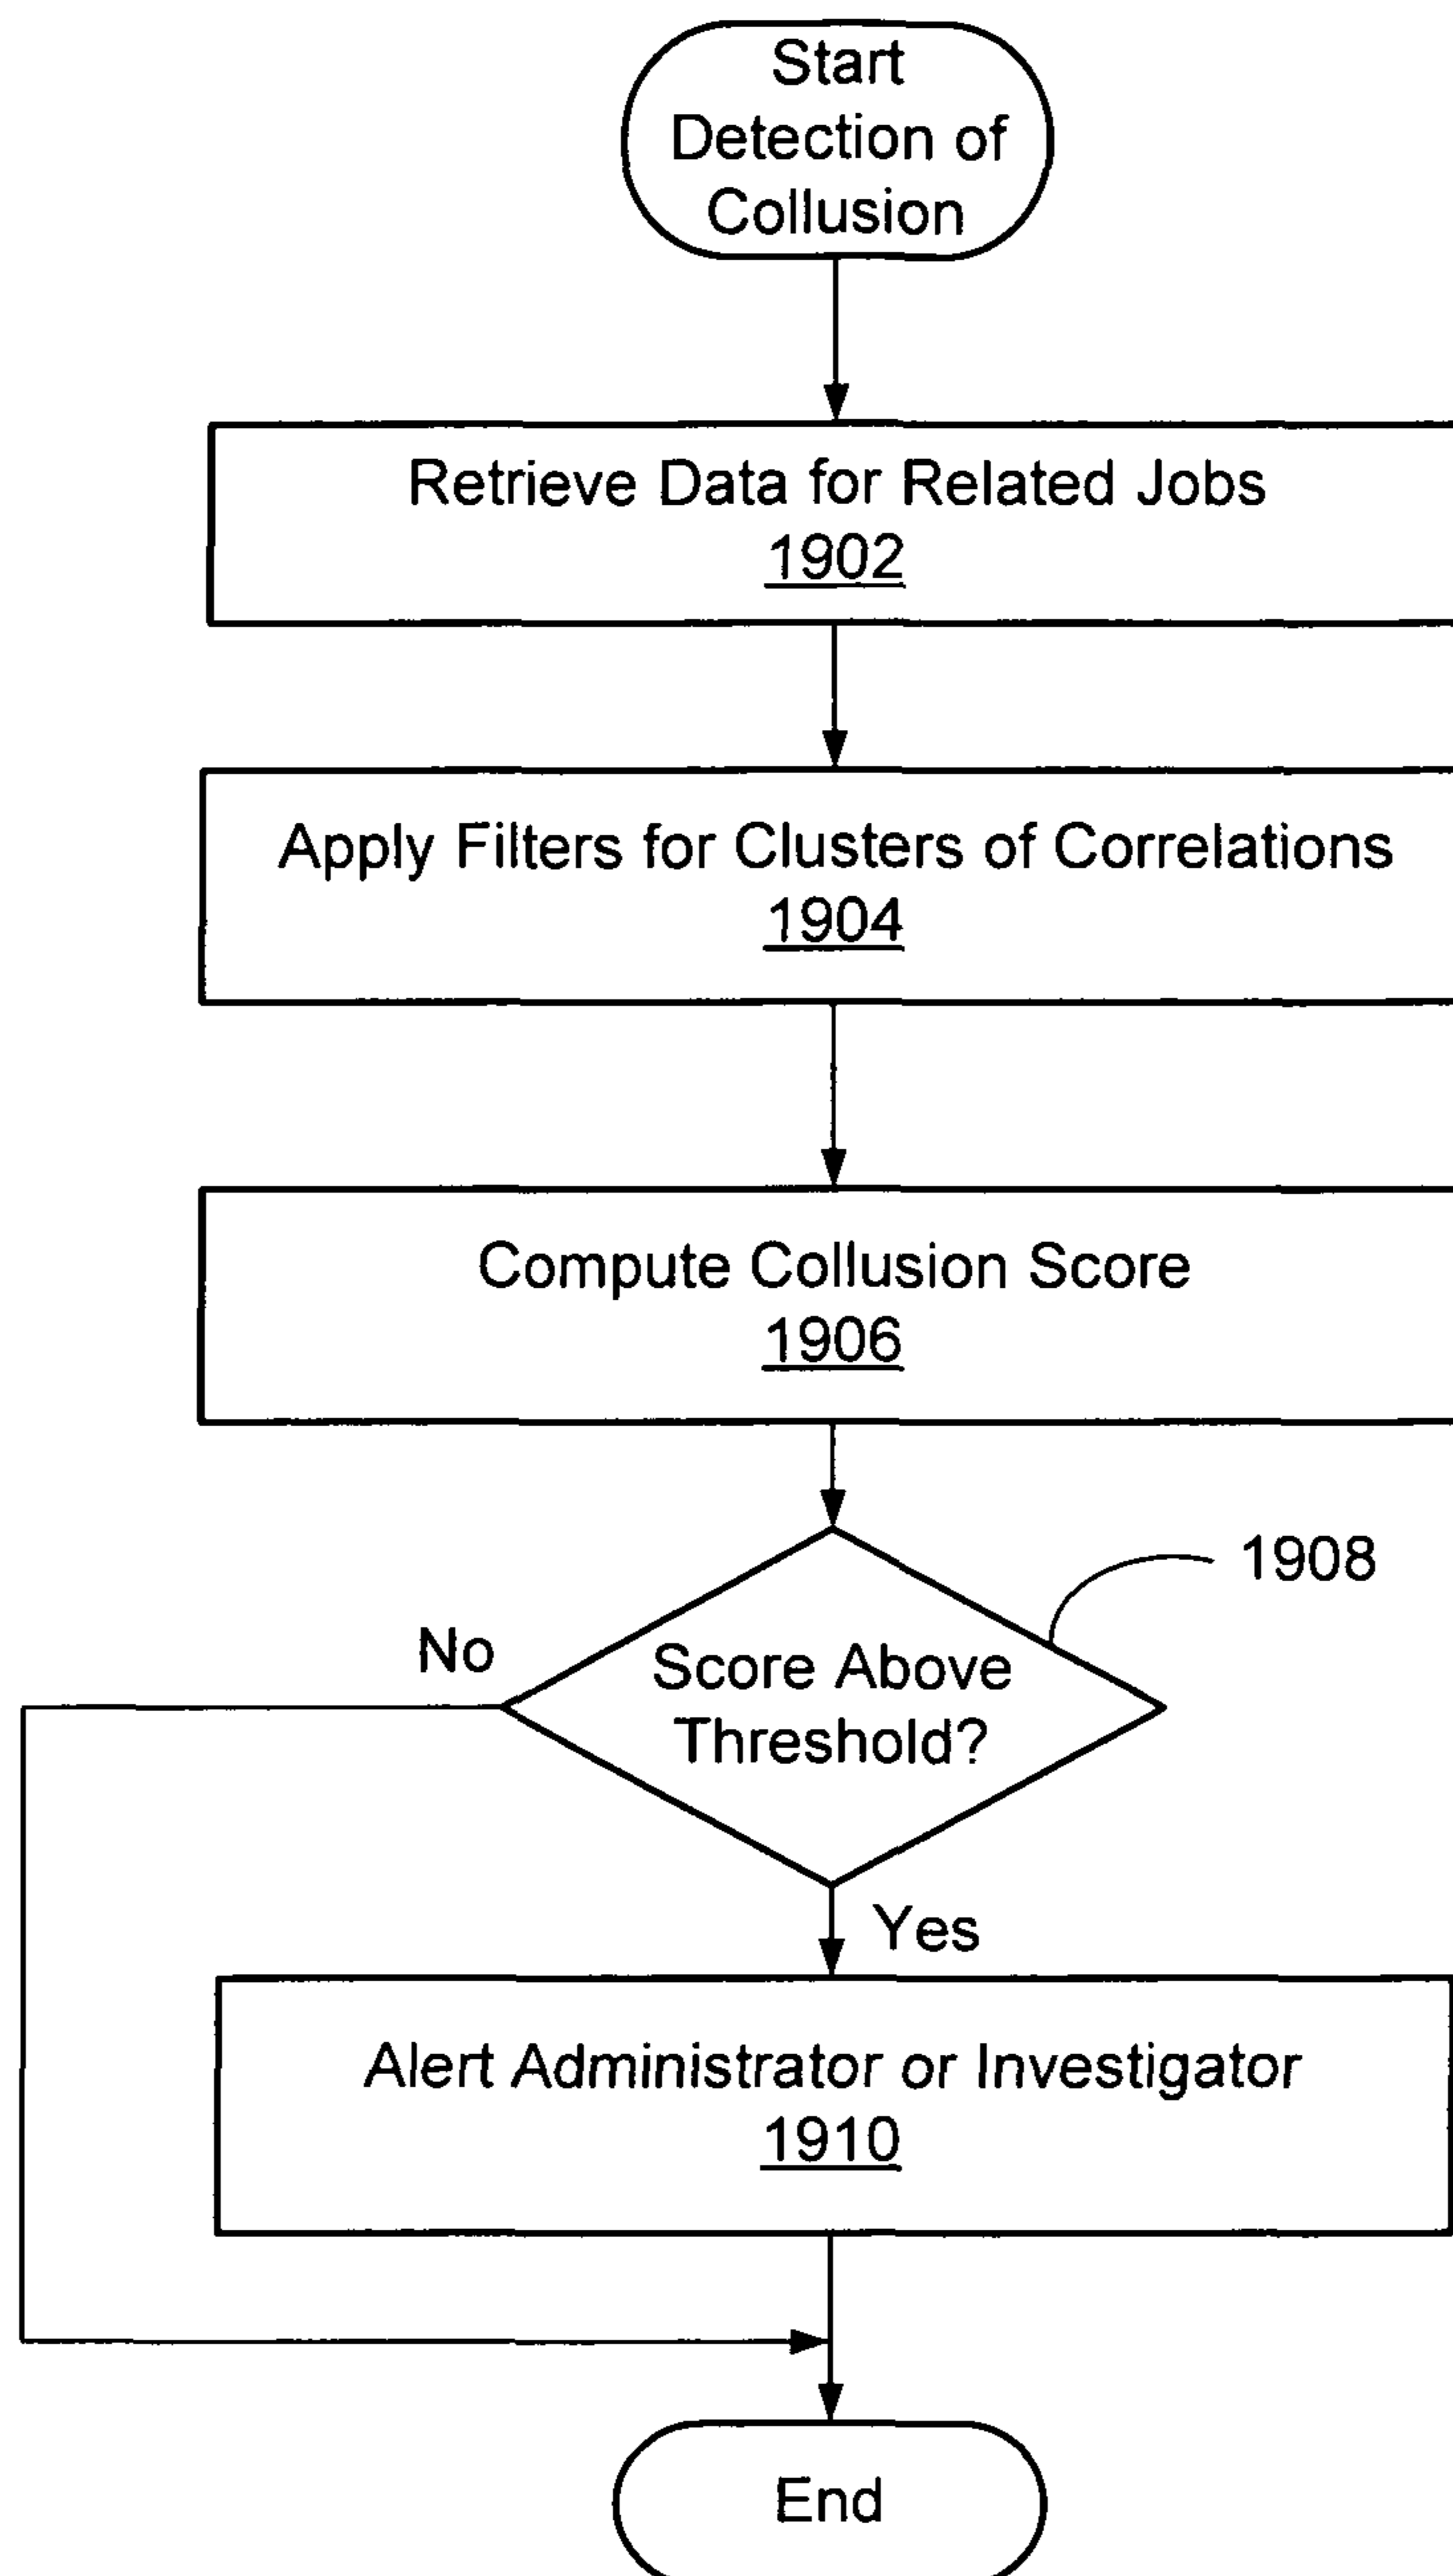 Start
Detection of
Collusion
Retrieve Data for Related Jobs
1902
Apply Filters for Clusters of Correlations
1904
Compute Collusion Score
1906
1908
No
Score Above
Threshold?
Yes
Alert Administrator or Investigator
1910
End